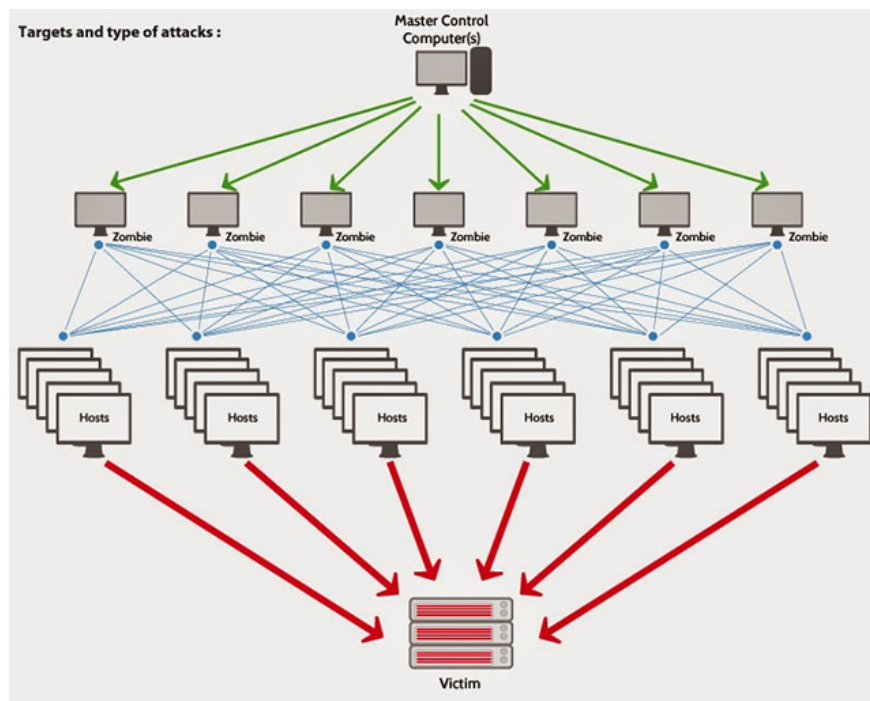 Targets and type of attacks :
Master Control
Computer(s)
Zombie
Zombie
Zombie
Zombie
Zombie
Zombie
Zombie
Hosts
Hosts
Hosts
Hosts
Hosts
Hosts
Victim